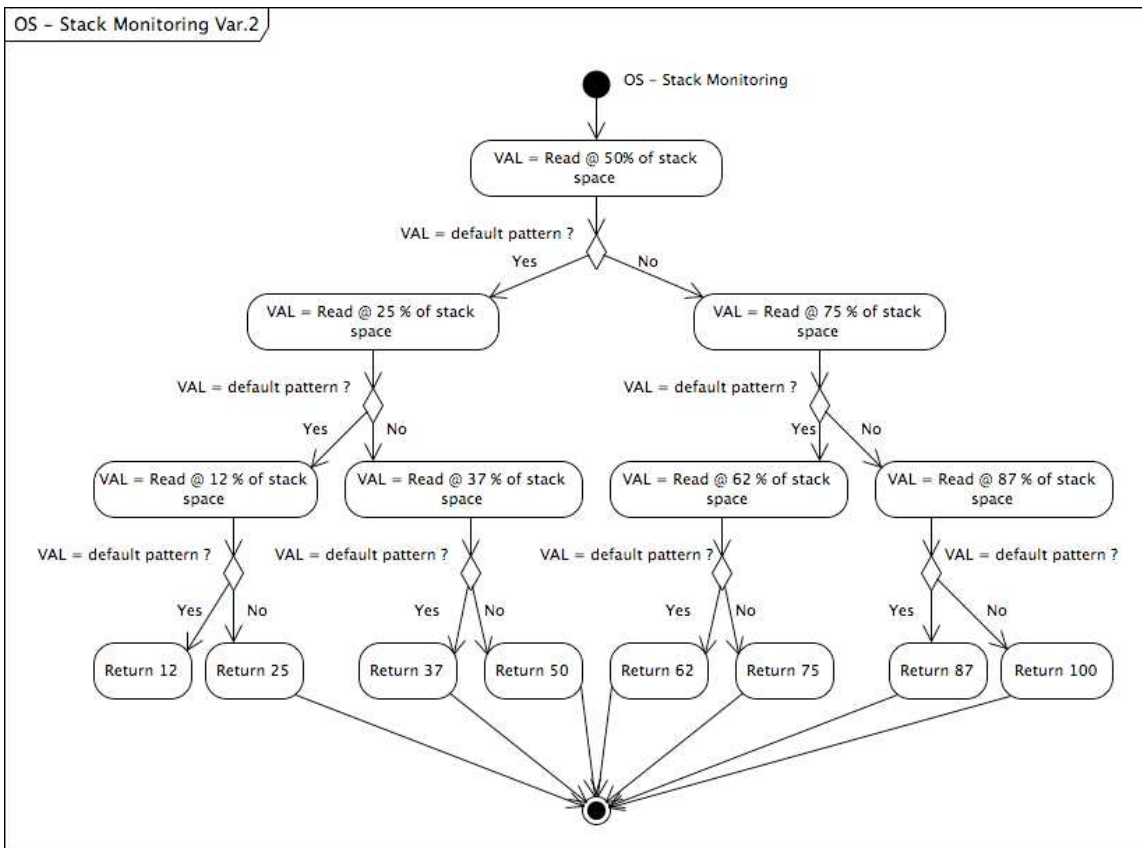 OS - Stack Monitoring Var.2
OS - Stack Monitoring
VAL = Read @ 50% of stack
space
VAL = default pattern ?
Yes
No
VAL = Read @ 25 % of stack
space
VAL = Read @ 75 % of stack
space
VAL = default pattern ?
VAL = default pattern ?
Yes
No
Yes
No
VAL = Read @ 12 % of stack
space
VAL = Read @ 37 % of stack
space
VAL = Read @ 62 % of stack
space
VAL = Read @ 87 % of stack
space
VAL = default pattern ?
VAL = default pattern ?
VAL = default pattern ?
VAL = default pattern ?
Yes
No
Yes
No
Yes
No
Yes
No
Return 12
Return 25
Return 37
Return 50
Return 62
Return 75
Return 87
Return 100